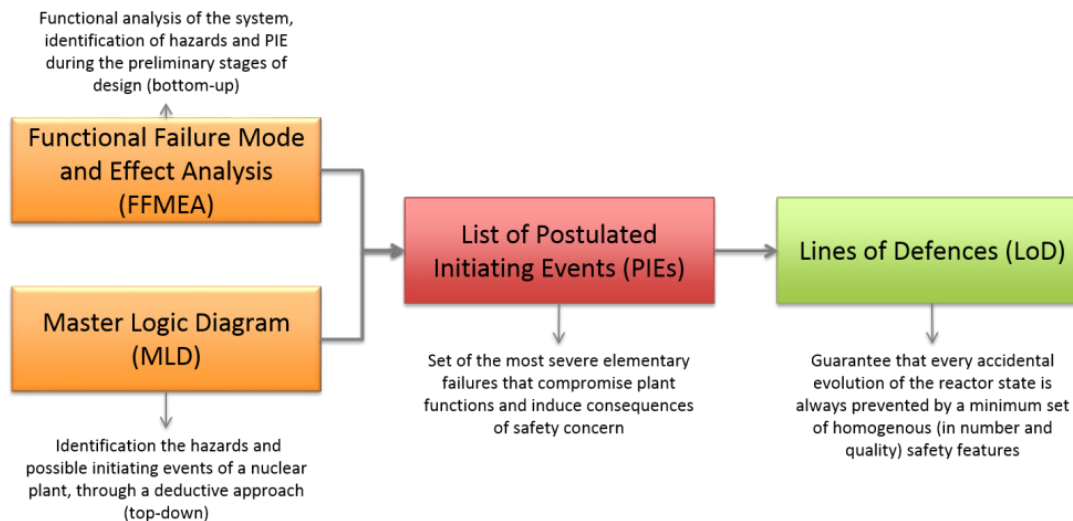 Functional analysis of the system,
identification of hazards and PIE
during the preliminary stages of
design (bottom-up)
Functional Failure Mode
and Effect Analysis
(FFMEA)
Master Logic Diagram
(MLD)
Identification the hazards and
possible initiating events of a nuclear
plant, through a deductive approach
(top-down)
List of Postulated
Initiating Events (PIEs)
Set of the most severe elementary
failures that compromise plant
functions and induce consequences
of safety concern
Lines of Defences (LoD)
Guarantee that every accidental
evolution of the reactor state is
always prevented by a minimum set
of homogenous (in number and
quality) safety features